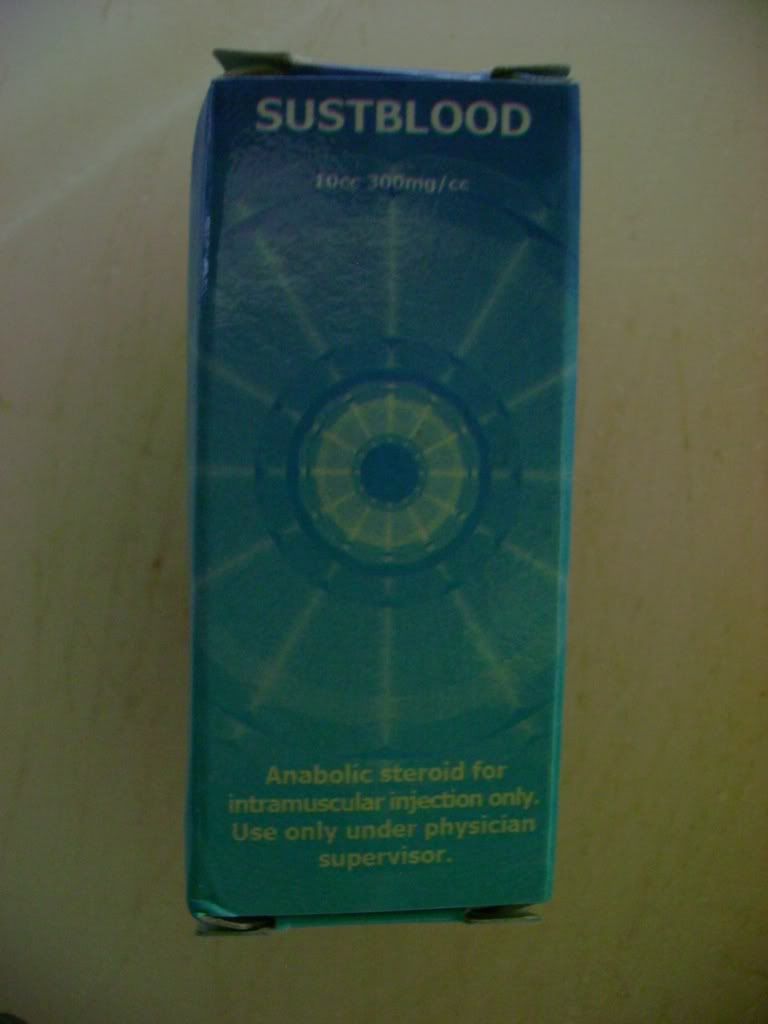 SUSTBLOOD
10cc 300mg/cc
Anabolic steroid for
intramuscular injection only.
Use only under physician
supervisor.